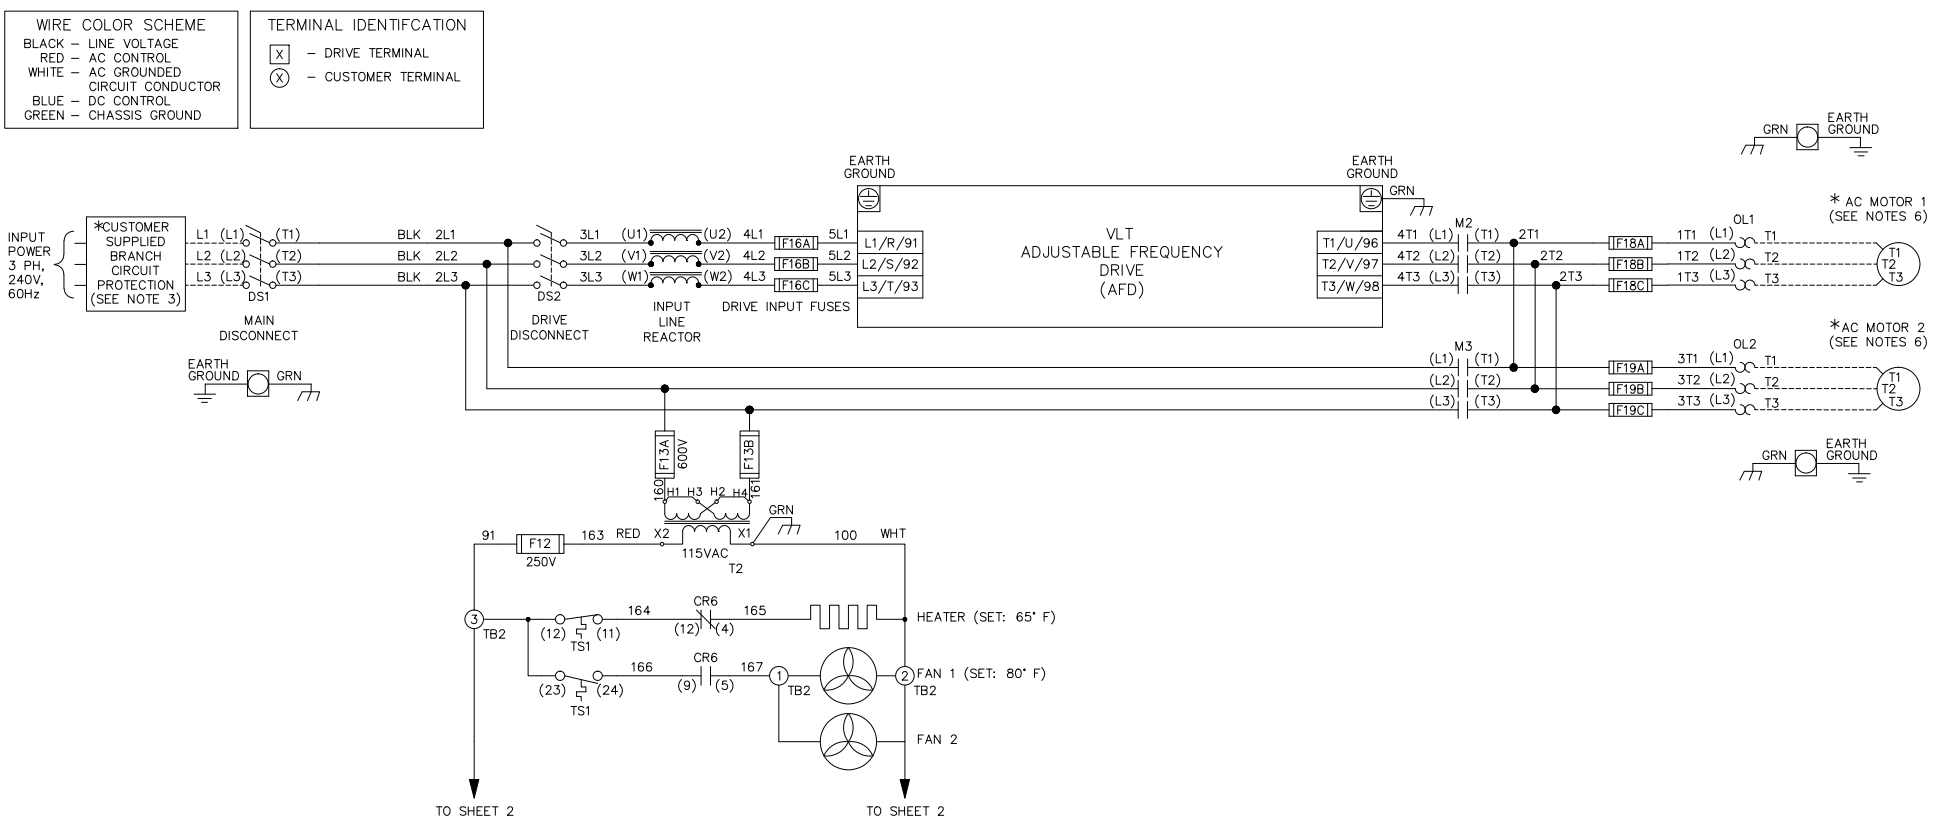 WIRE COLOR SCHEME
BLACK – LINE VOLTAGE
RED – AC CONTROL
WHITE – AC GROUNDED
CIRCUIT CONDUCTOR
BLUE – DC CONTROL
GREEN – CHASSIS GROUND
TERMINAL IDENTIFCATION
X – DRIVE TERMINAL
X – CUSTOMER TERMINAL
GRN
EARTH
GROUND
EARTH
GROUND
EARTH
GROUND
GRN
INPUT
POWER
3 PH,
240V,
60Hz
*CUSTOMER
SUPPLIED
BRANCH
CIRCUIT
PROTECTION
(SEE NOTE 3)
L1 (L1) (T1) BLK 2L1 3L1 (U1) (U2) 4L1 F16A 5L1 L1/R/91
L2 (L2) (T2) BLK 2L2 3L2 (V1) (V2) 4L2 F16B 5L2 L2/S/92
L3 (L3) (T3) BLK 2L3 3L3 (W1) (W2) 4L3 F16C 5L3 L3/T/93
DS1
MAIN
DISCONNECT
DS2
DRIVE
DISCONNECT
INPUT
LINE
REACTOR
DRIVE INPUT FUSES
VLT
ADJUSTABLE FREQUENCY
DRIVE
(AFD)
M2
OL1
* AC MOTOR 1
(SEE NOTES 6)
T1/U/96 4T1 (L1) (T1) 2T1 F18A 1T1 (L1) T1 T1
T2/V/97 4T2 (L2) (T2) 2T2 F18B 1T2 (L2) T2 T2
T3/W/98 4T3 (L3) (T3) 2T3 F18C 1T3 (L3) T3 T3
EARTH
GROUND
GRN
M3
OL2
*AC MOTOR 2
(SEE NOTES 6)
(L1) (T1) F19A 3T1 (L1) T1 T1
(L2) (T2) F19B 3T2 (L2) T2 T2
(L3) (T3) F19C 3T3 (L3) T3 T3
GRN
EARTH
GROUND
F13A
600V
F13B
160
H1 H3 H2 H4
161
GRN
91 F12 163 RED X2 X1 100 WHT
250V
115VAC
T2
3
TB2
(12) (11)
TS1
164
CR6
(12) (4)
165
HEATER (SET: 65° F)
(23) (24)
TS1
166
CR6
(9) (5)
167
1
TB2
2
TB2
FAN 1 (SET: 80° F)
FAN 2
TO SHEET 2
TO SHEET 2